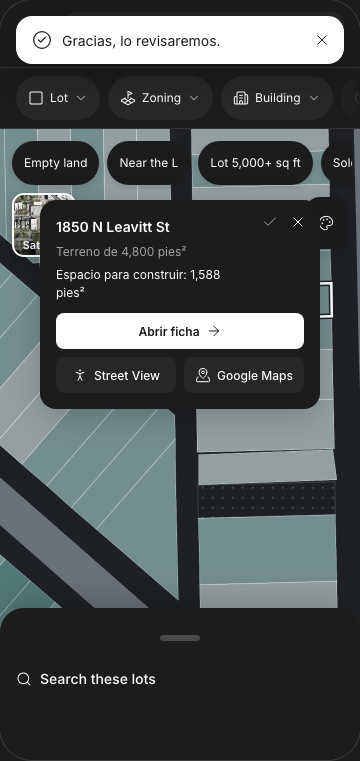 Gracias, lo revisaremos.
Lot
Zoning
Building
Empty land
Near the L
Lot 5,000+ sq ft
Sat
1850 N Leavitt St
Terreno de 4,800 pies²
Espacio para construir: 1,588
pies²
Abrir ficha
Street View
Google Maps
Search these lots